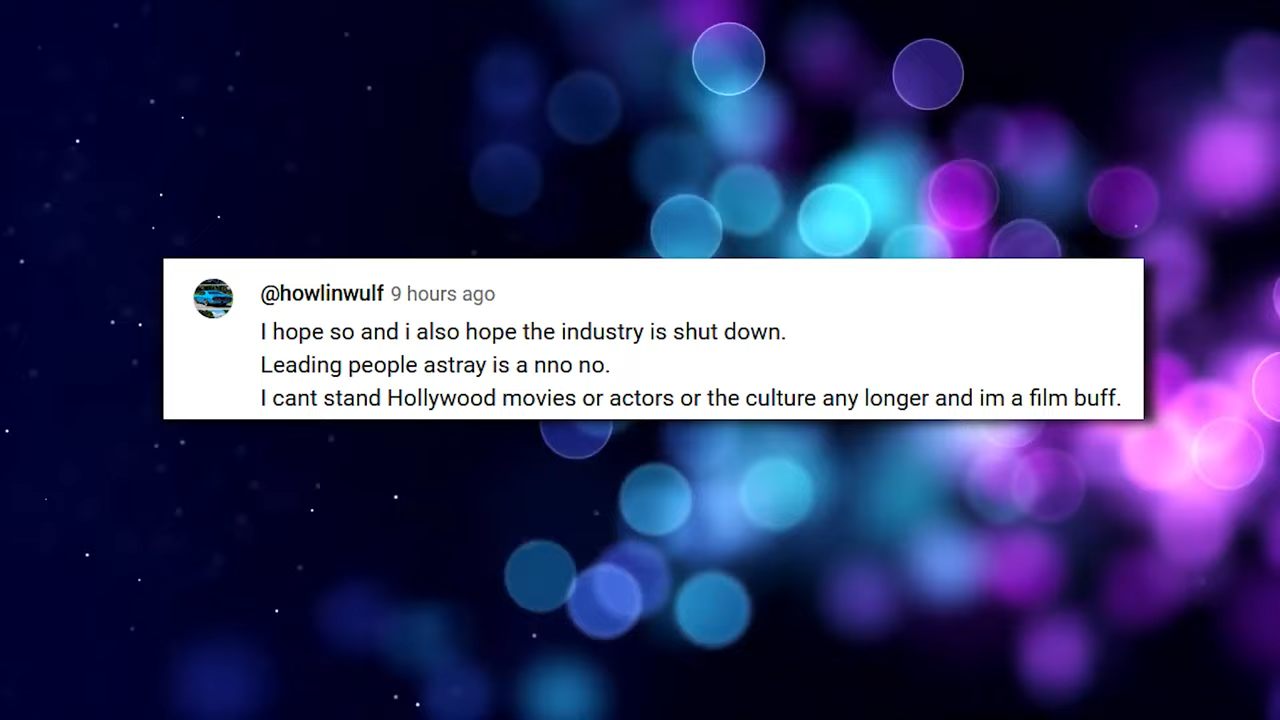 @howlinwulf 9 hours ago
I hope so and i also hope the industry is shut down.
Leading people astray is a nno no.
I cant stand Hollywood movies or actors or the culture any longer and im a film buff.